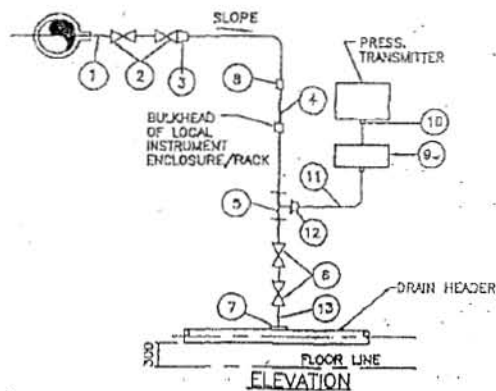 SLOPE
PRESS.
TRANSMITTER
1
2
3
8
4
10
BULKHEAD
OF LOCAL
INSTRUMENT
ENCLOSURE/RACK
9
11
5
12
6
7
13
DRAIN HEADER
300
FLOOR LINE
ELEVATION